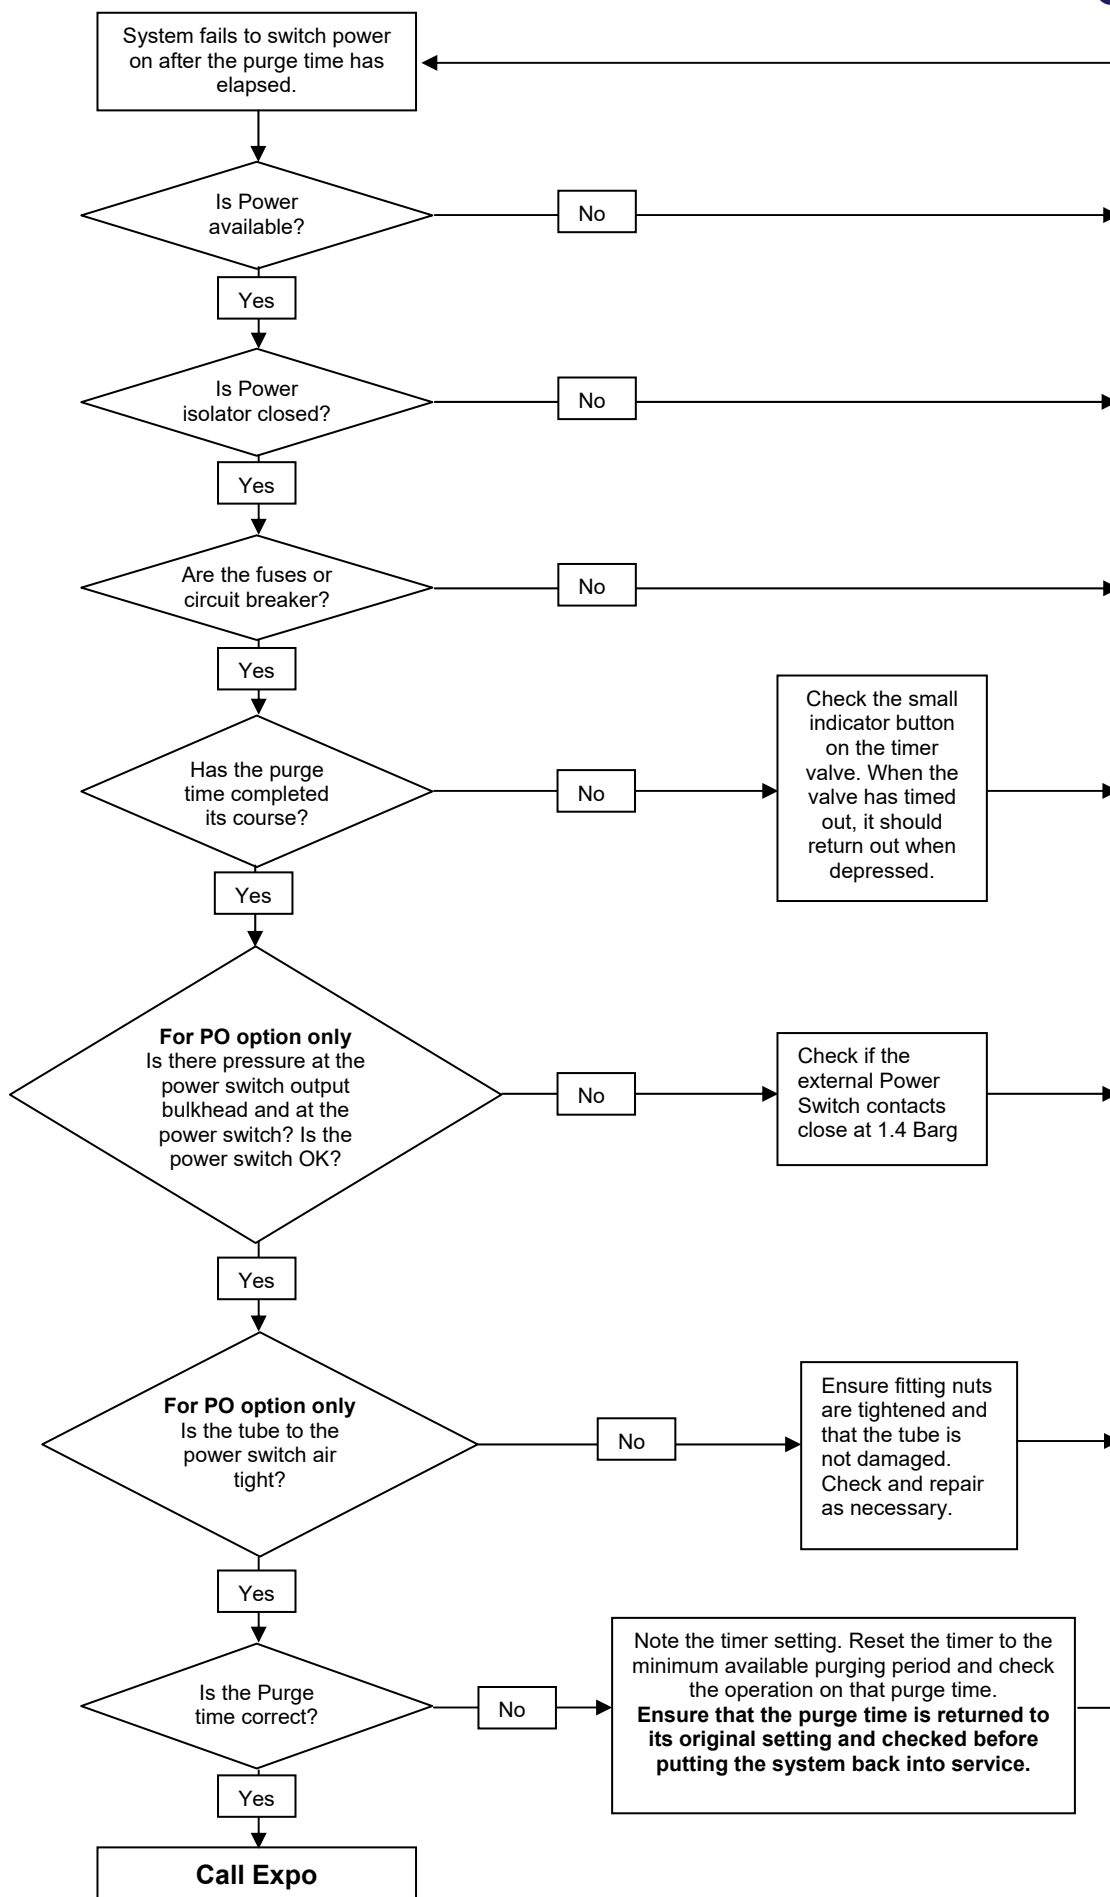 System fails to switch power
on after the purge time has
elapsed.
Is Power
available?
No
Yes
Is Power
isolator closed?
No
Yes
Are the fuses or
circuit breaker?
No
Yes
Has the purge
time completed
its course?
No
Check the small
indicator button
on the timer
valve. When the
valve has timed
out, it should
return out when
depressed.
Yes
For PO option only
Is there pressure at the
power switch output
bulkhead and at the
power switch? Is the
power switch OK?
No
Check if the
external Power
Switch contacts
close at 1.4 Barg
Yes
For PO option only
Is the tube to the
power switch air
tight?
No
Ensure fitting nuts
are tightened and
that the tube is
not damaged.
Check and repair
as necessary.
Yes
Is the Purge
time correct?
No
Note the timer setting. Reset the timer to the
minimum available purging period and check
the operation on that purge time.
Ensure that the purge time is returned to
its original setting and checked before
putting the system back into service.
Yes
Call Expo